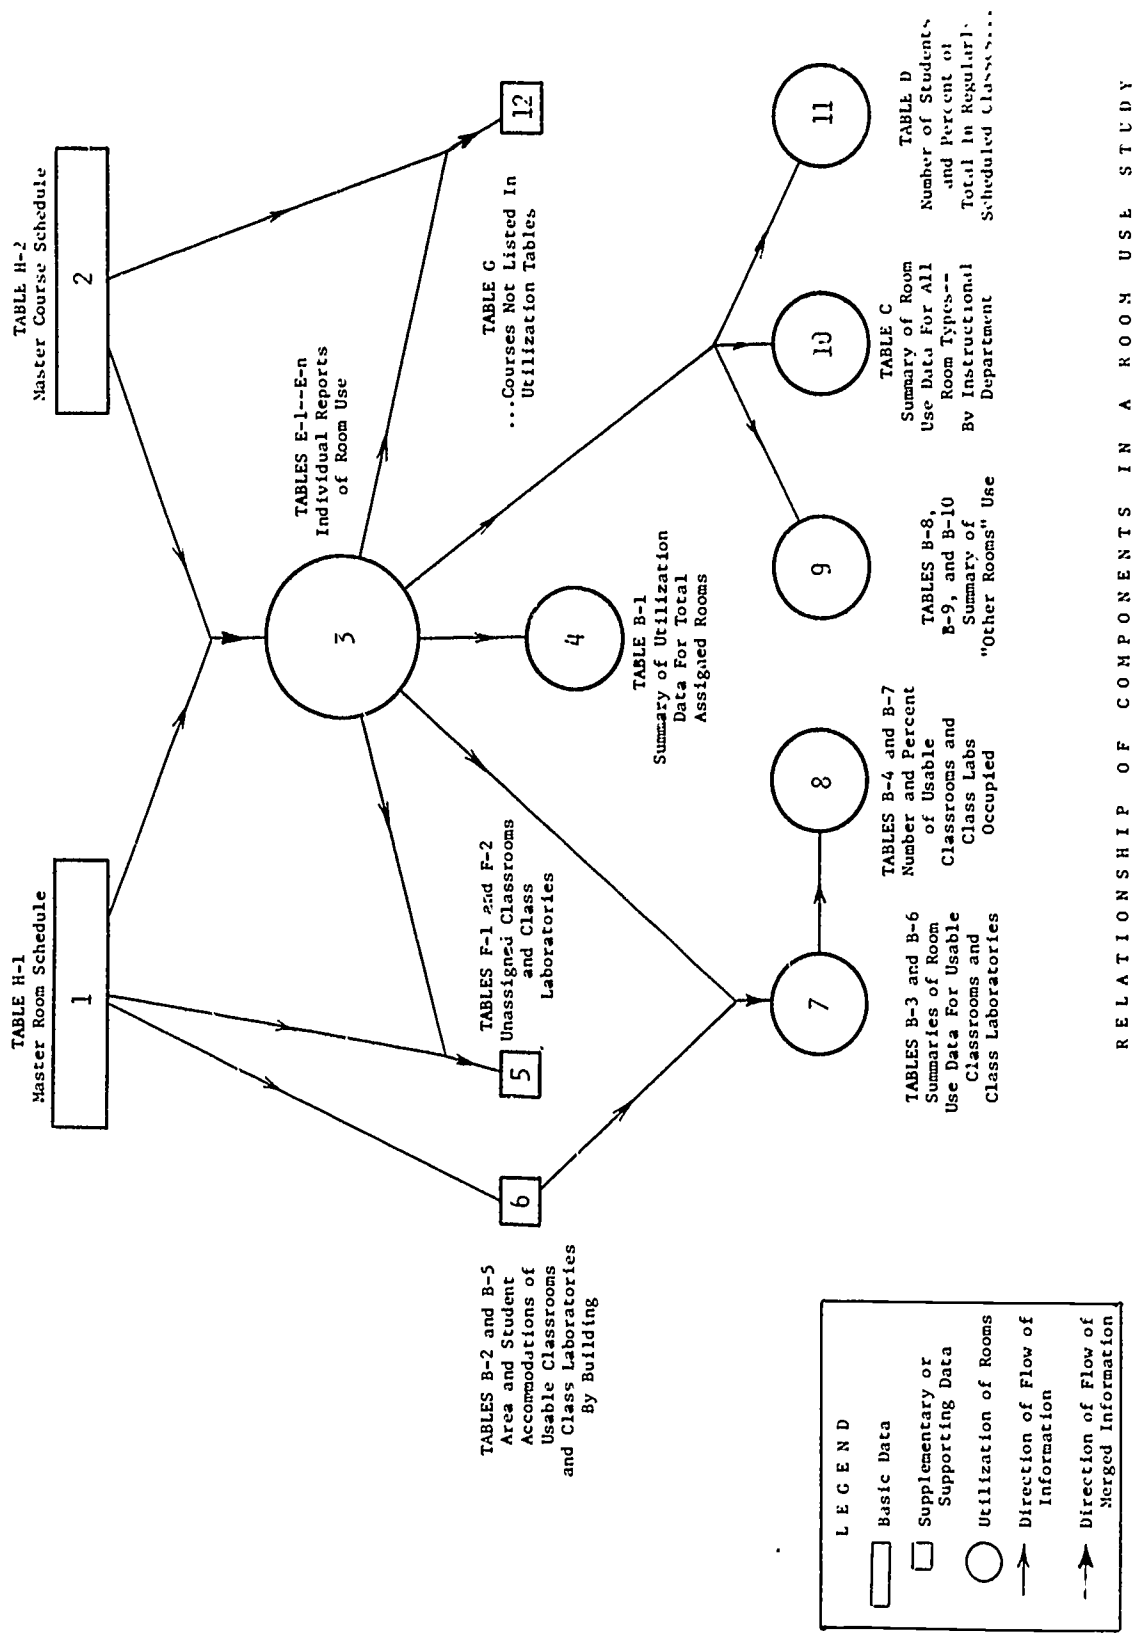 TABLE H-1
Master Room Schedule
1
TABLE H-2
Master Course Schedule
2
TABLES E-1--E-n
Individual Reports
of Room Use
3
TABLES B-2 and B-5
Area and Student
Accommodations of
Usable Classrooms
and Class Laboratories
By Building
6
5
TABLES F-1 and F-2
Unassigned Classrooms
and Class
Laboratories
4
TABLE B-1
Summary of Utilization
Data For Total
Assigned Rooms
TABLE G
...Courses Not Listed In
Utilization Tables
12
7
TABLES B-3 and B-6
Summaries of Room
Use Data For Usable
Classrooms and
Class Laboratories
8
TABLES B-4 and B-7
Number and Percent
of Usable
Classrooms and
Class Labs
Occupied
9
TABLES B-8,
B-9, and B-10
Summary of
"Other Rooms" Use
10
TABLE C
Summary of Room
Use Data For All
Room Types--
By Instructional
Department
11
TABLE D
Number of Students
and Percent of
Total In Regularly
Scheduled Classes...
LEGEND
Basic Data
Supplementary or
Supporting Data
Utilization of Rooms
Direction of Flow of
Information
Direction of Flow of
Merged Information
RELATIONSHIP OF COMPONENTS IN A ROOM USE STUDY